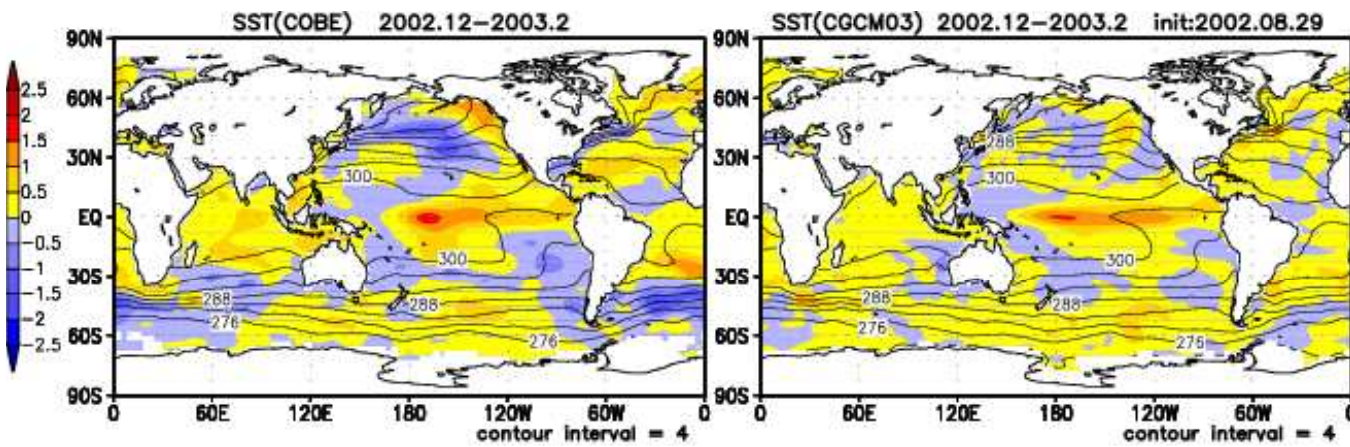 SST(COBE) 2002.12-2003.2
SST(CGCM03) 2002.12-2003.2 init:2002.08.29
90N
60N
30N
EQ
30S
60S
90S
90N
60N
30N
EQ
30S
60S
90S
2.5
2
1.5
1
0.5
0
-0.5
-1
-1.5
-2
-2.5
300
300
288
288
276
276
288
300
300
288
288
276
276
0 60E 120E 180 120W 60W 0
0 60E 120E 180 120W 60W 0
contour interval = 4
contour interval = 4